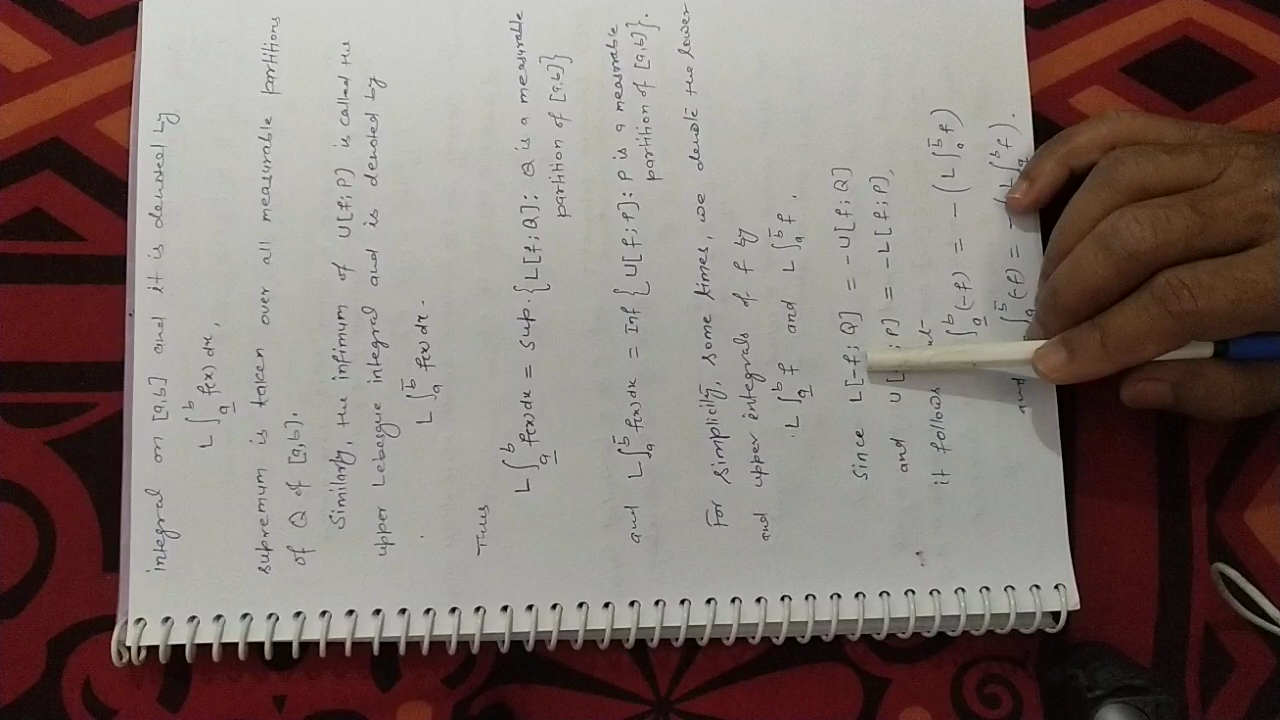 integral on [a,b] and it is denoted by
L ∫_a̲^b f(x) dx,
supremum is taken over all measurable partitions
of Q of [a,b].
Similarly, the infimum of U[f; P] is called the
upper Lebesgue integral and is denoted by
L ∫_a^b̅ f(x) dx.
Thus
L ∫_a̲^b f(x) dx = sup. {L[f; Q]: Q is a measurable
partition of [a,b]}
and L ∫_a^b̅ f(x) dx = Inf { U[f; P]: P is a measurable
partition of [a,b]}.
For simplicity, some times, we denote the lower
and upper integrals of f by
L ∫_a̲^b f and L ∫_a^b̅ f.
Since L[-f; Q] = -U[f; Q]
and U[ ; P] = -L[f; P],
it follows
∫_a̲^b (-f) = - (L ∫_a^b̅ f)
and ∫_a^b̅ (-f) = - (L ∫_a̲^b f).